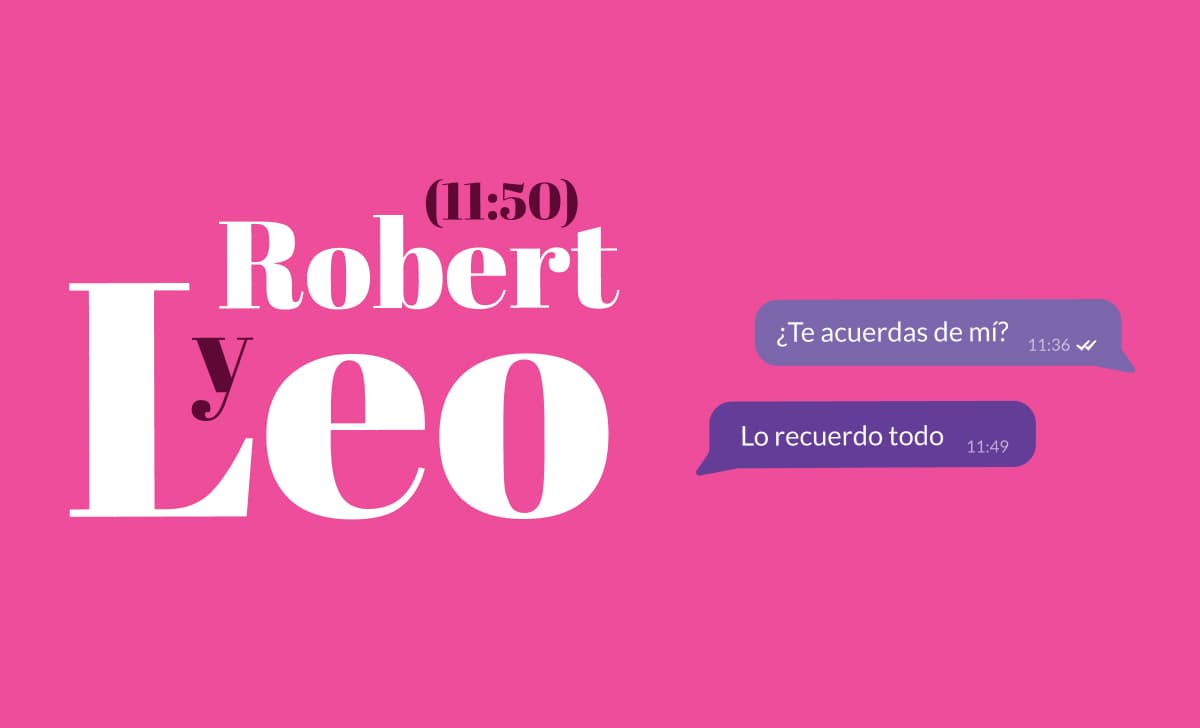 (11:50)
Robert
y
Leo
¿Te acuerdas de mí? 11:36
Lo recuerdo todo 11:49